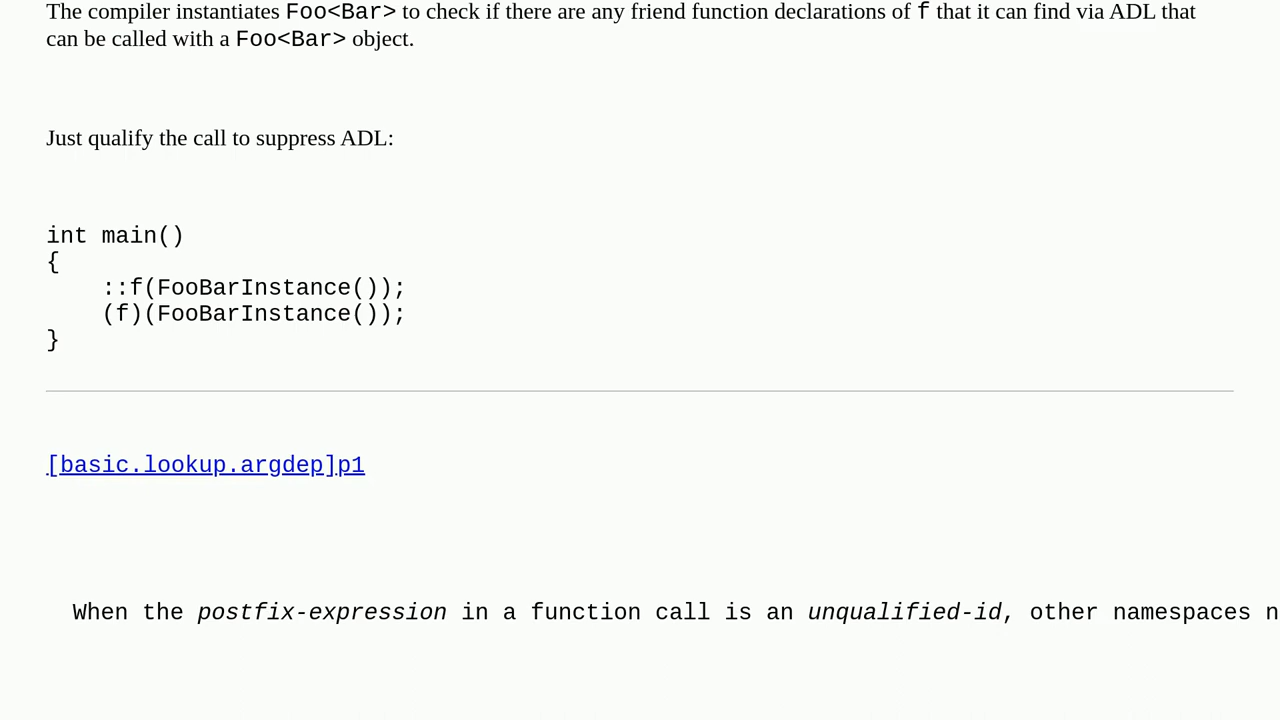 The compiler instantiates Foo<Bar> to check if there are any friend function declarations of f that it can find via ADL that
can be called with a Foo<Bar> object.
Just qualify the call to suppress ADL:
int main()
{
    ::f(FooBarInstance());
    (f)(FooBarInstance());
}
[basic.lookup.argdep]p1
When the postfix-expression in a function call is an unqualified-id, other namespaces n